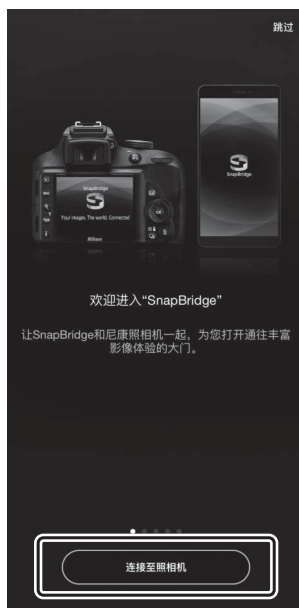 跳过
SnapBridge
Your images. The world. Connected
Nikon
SnapBridge
OK
欢迎进入“SnapBridge”
让SnapBridge和尼康照相机一起，为您打开通往丰富
影像体验的大门。
连接至照相机